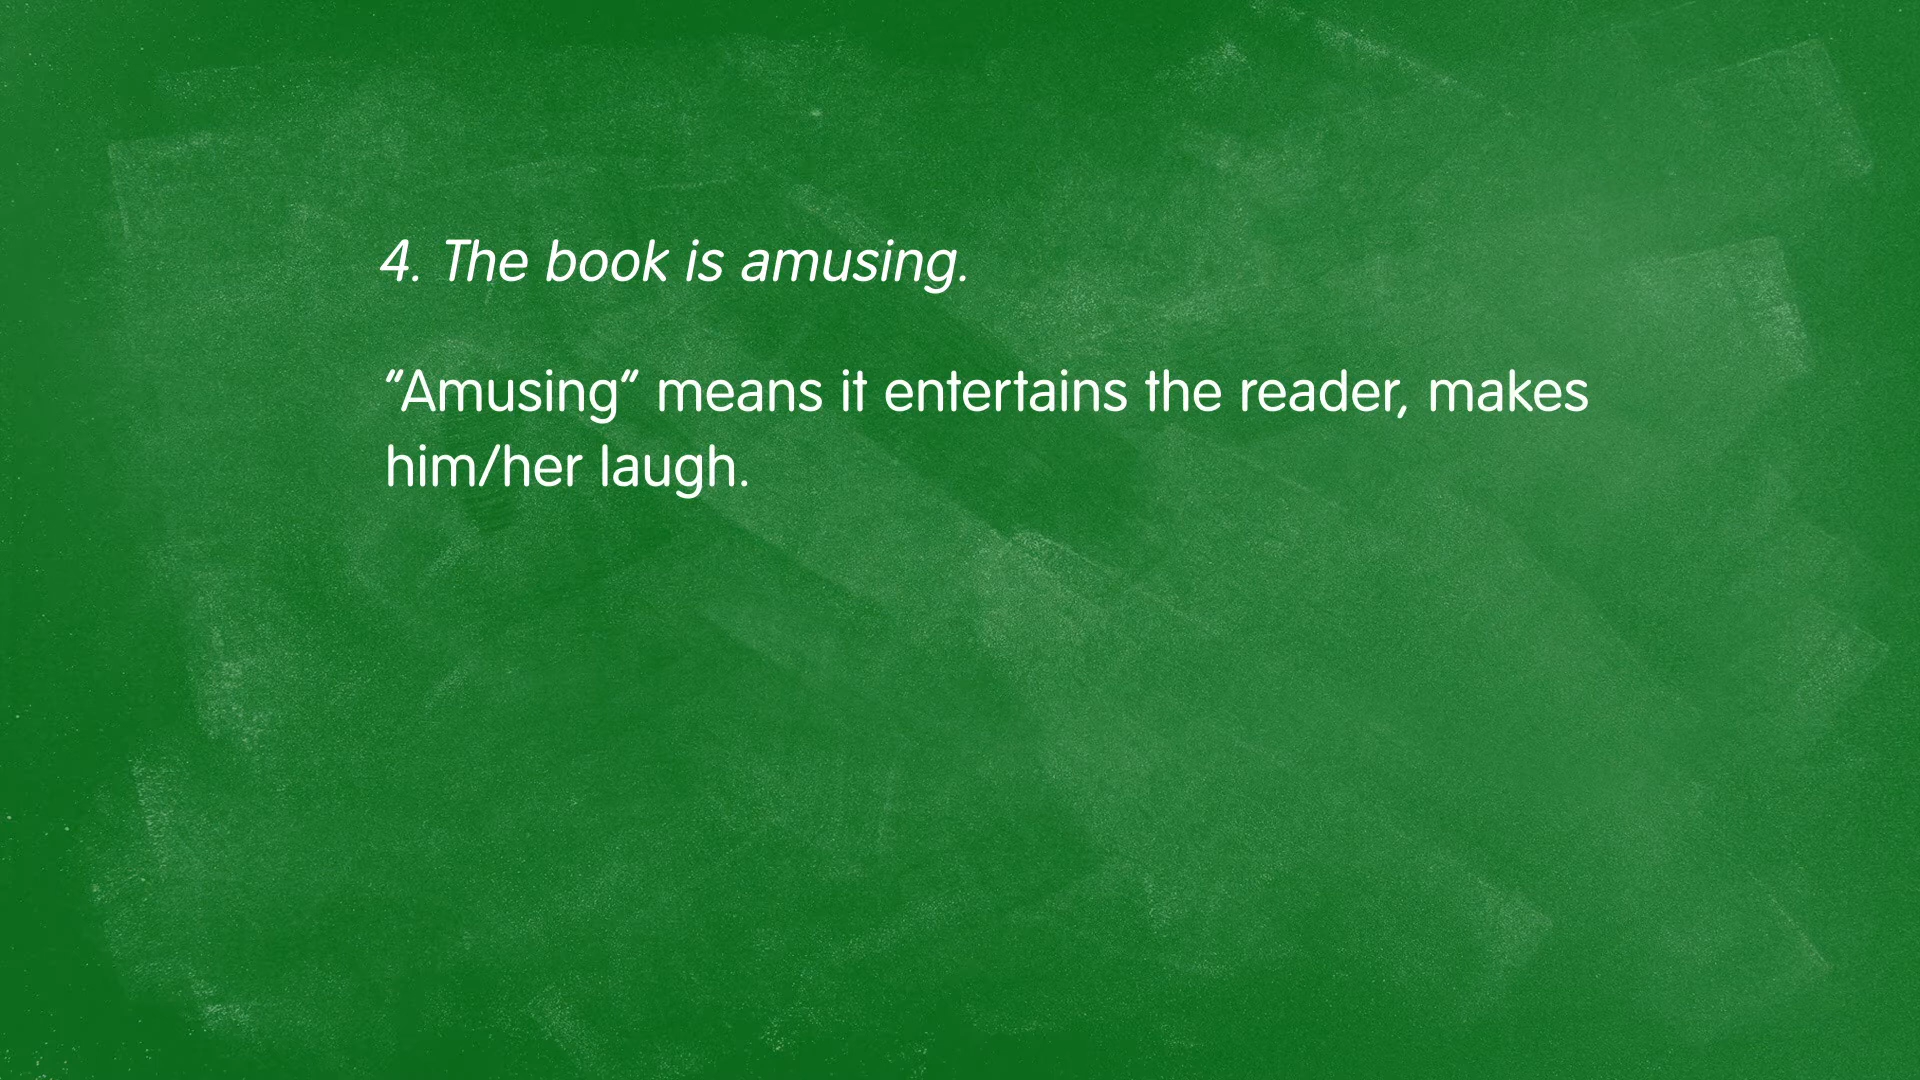 4. The book is amusing.
“Amusing“ means it entertains the reader, makes
him/her laugh.